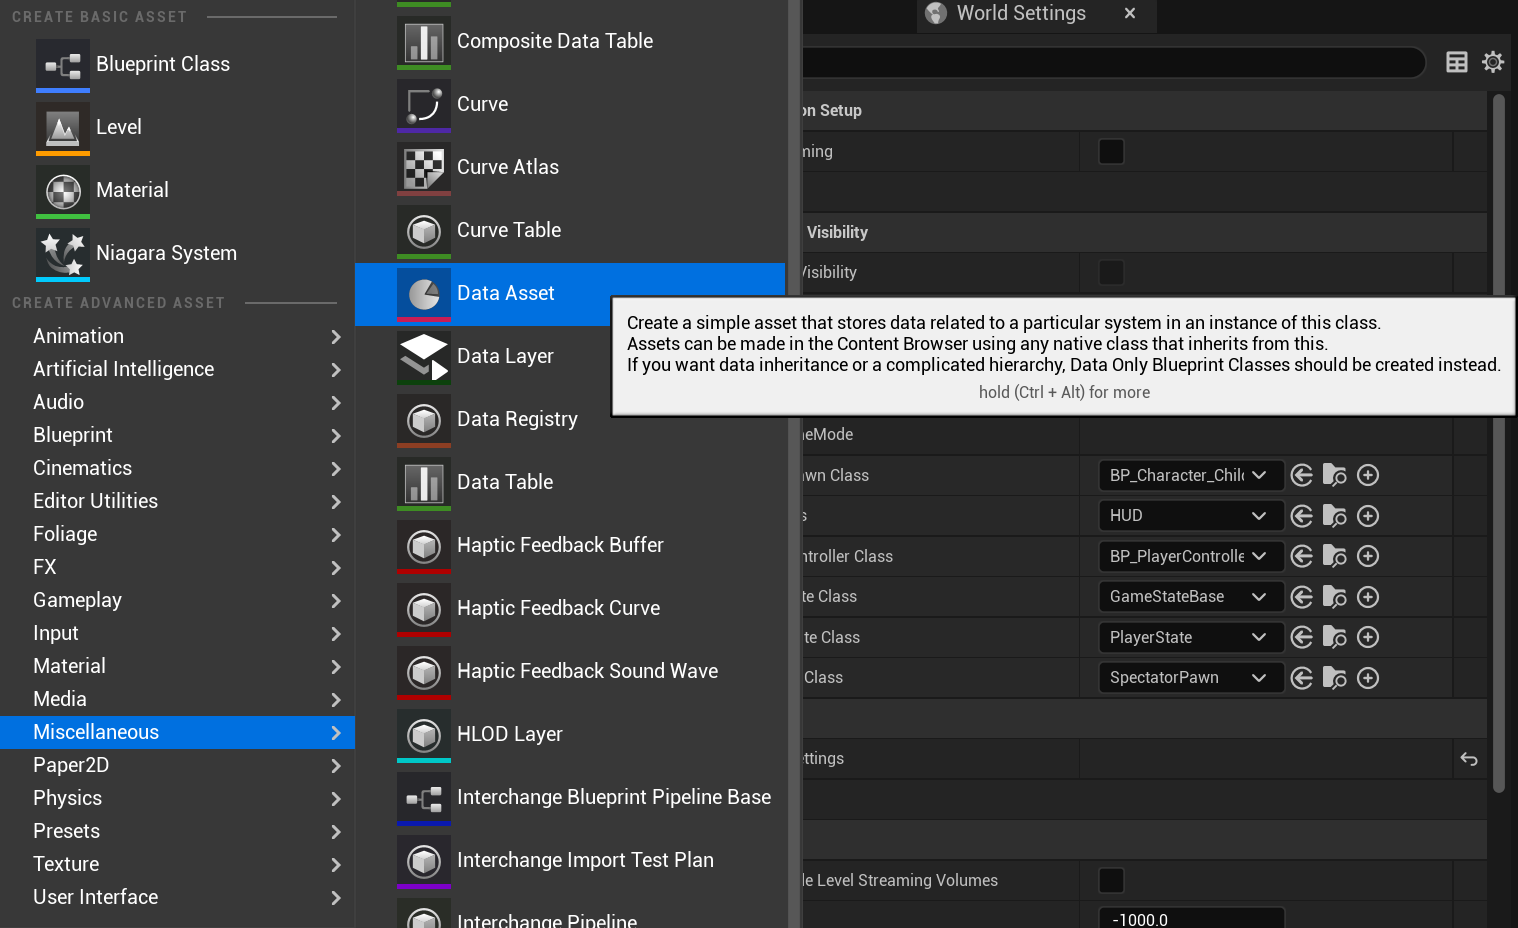 CREATE BASIC ASSET
Blueprint Class
Level
Material
Niagara System
CREATE ADVANCED ASSET
Animation
Artificial Intelligence
Audio
Blueprint
Cinematics
Editor Utilities
Foliage
FX
Gameplay
Input
Material
Media
Miscellaneous
Paper2D
Physics
Presets
Texture
User Interface
Composite Data Table
Curve
Curve Atlas
Curve Table
Data Asset
Data Layer
Data Registry
Data Table
Haptic Feedback Buffer
Haptic Feedback Curve
Haptic Feedback Sound Wave
HLOD Layer
Interchange Blueprint Pipeline Base
Interchange Import Test Plan
Interchange Pipeline
Create a simple asset that stores data related to a particular system in an instance of this class.
Assets can be made in the Content Browser using any native class that inherits from this.
If you want data inheritance or a complicated hierarchy, Data Only Blueprint Classes should be created instead.
hold (Ctrl + Alt) for more
World Settings
on Setup
ming
Visibility
Visibility
eMode
wn Class BP_Character_Chil
s HUD
ntroller Class BP_PlayerControlle
te Class GameStateBase
te Class PlayerState
Class SpectatorPawn
ettings
le Level Streaming Volumes
-1000.0